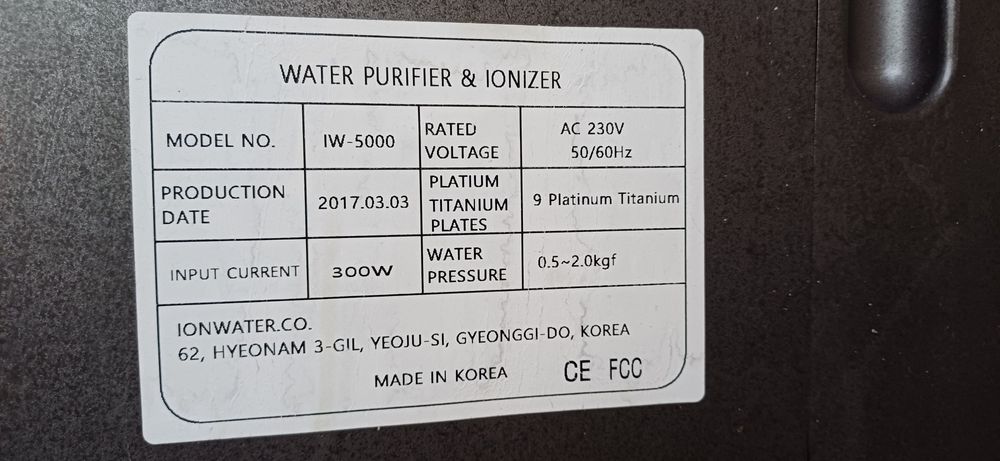 WATER PURIFIER & IONIZER
MODEL NO.
IW-5000
RATED
VOLTAGE
AC 230V
50/60Hz
PRODUCTION
DATE
2017.03.03
PLATIUM
TITANIUM
PLATES
9 Platinum Titanium
INPUT CURRENT
300W
WATER
PRESSURE
0.5~2.0kgf
IONWATER.CO.
62, HYEONAM 3-GIL, YEOJU-SI, GYEONGGI-DO, KOREA
MADE IN KOREA CE FCC